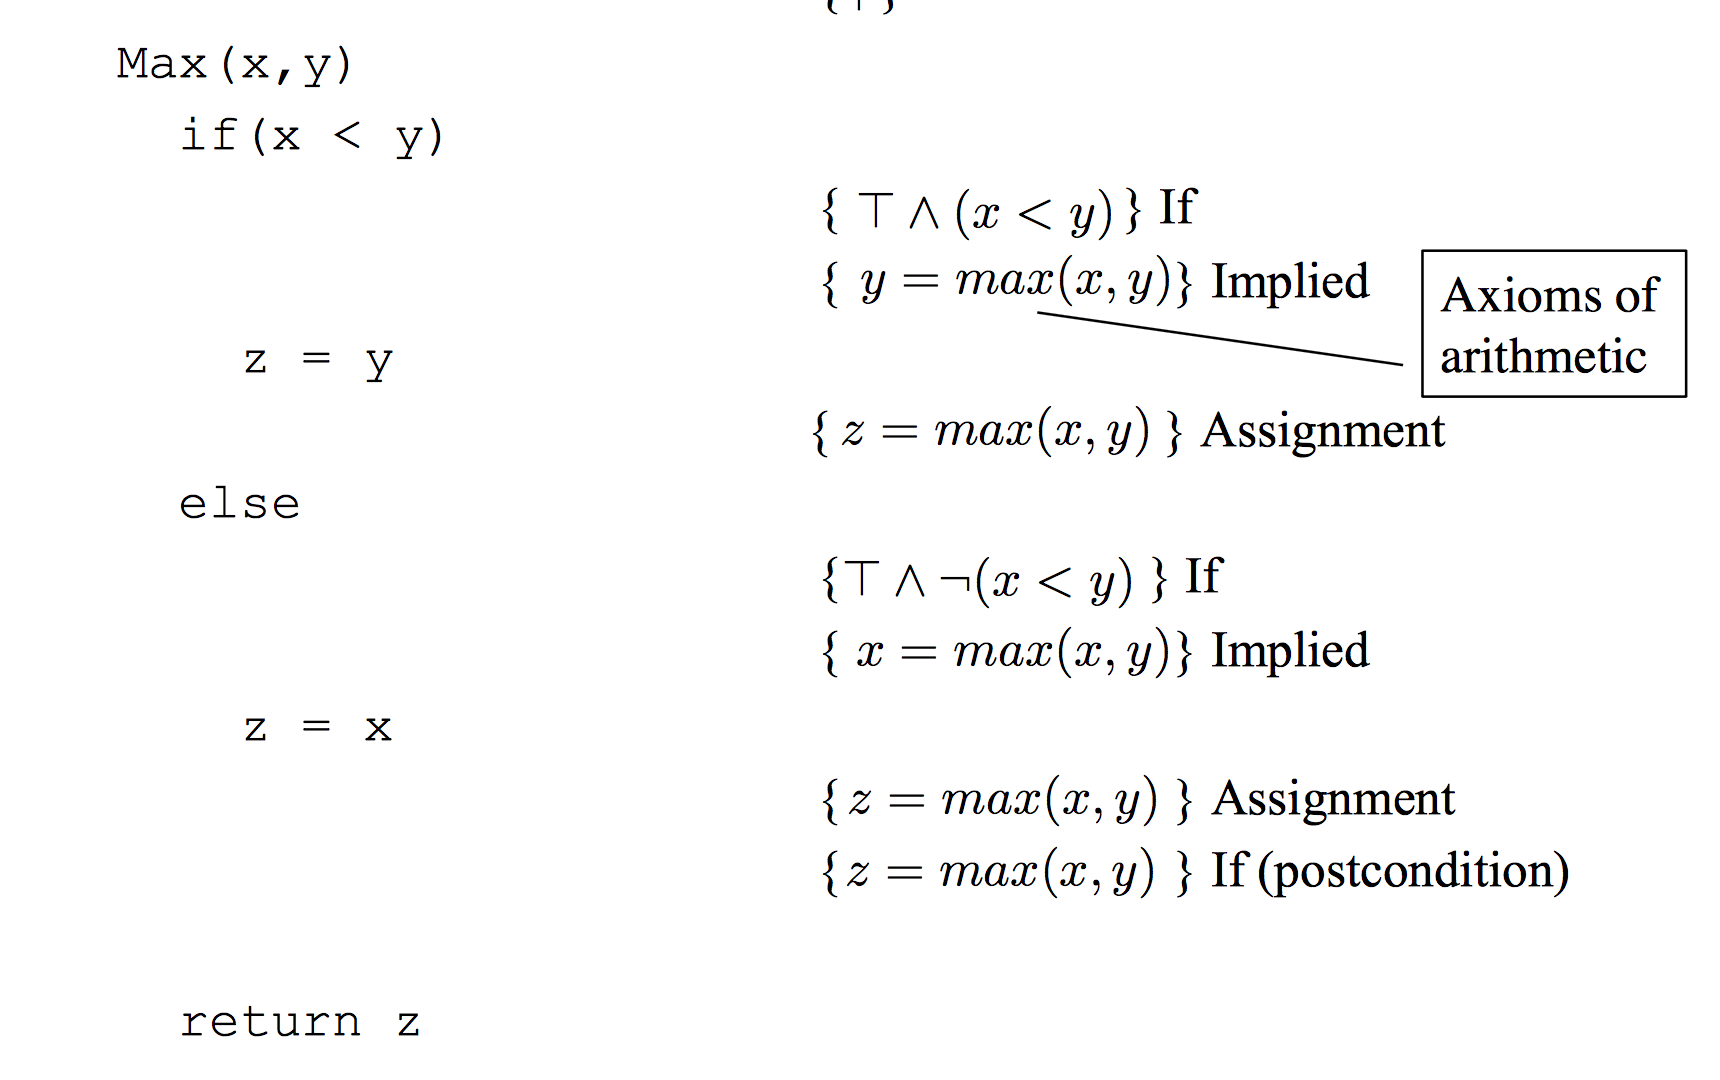 {⊤}
Max(x,y)
if(x < y)
{ ⊤ ∧ (x < y)} If
{ y = max(x, y)} Implied
Axioms of
arithmetic
z = y
{ z = max(x, y) } Assignment
else
{⊤ ∧ ¬(x < y) } If
{ x = max(x, y)} Implied
z = x
{ z = max(x, y) } Assignment
{ z = max(x, y) } If (postcondition)
return z